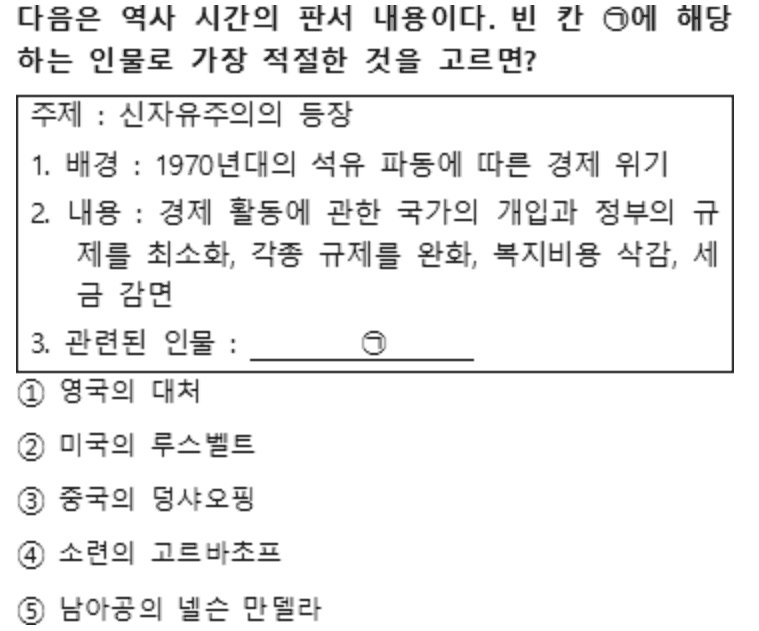 다음은 역사 시간의 판서 내용이다. 빈 칸 ㉠에 해당
하는 인물로 가장 적절한 것을 고르면?
주제 : 신자유주의의 등장
1. 배경 : 1970년대의 석유 파동에 따른 경제 위기
2. 내용 : 경제 활동에 관한 국가의 개입과 정부의 규
제를 최소화, 각종 규제를 완화, 복지비용 삭감, 세
금 감면
3. 관련된 인물 : ㉠
① 영국의 대처
② 미국의 루스벨트
③ 중국의 덩샤오핑
④ 소련의 고르바초프
⑤ 남아공의 넬슨 만델라